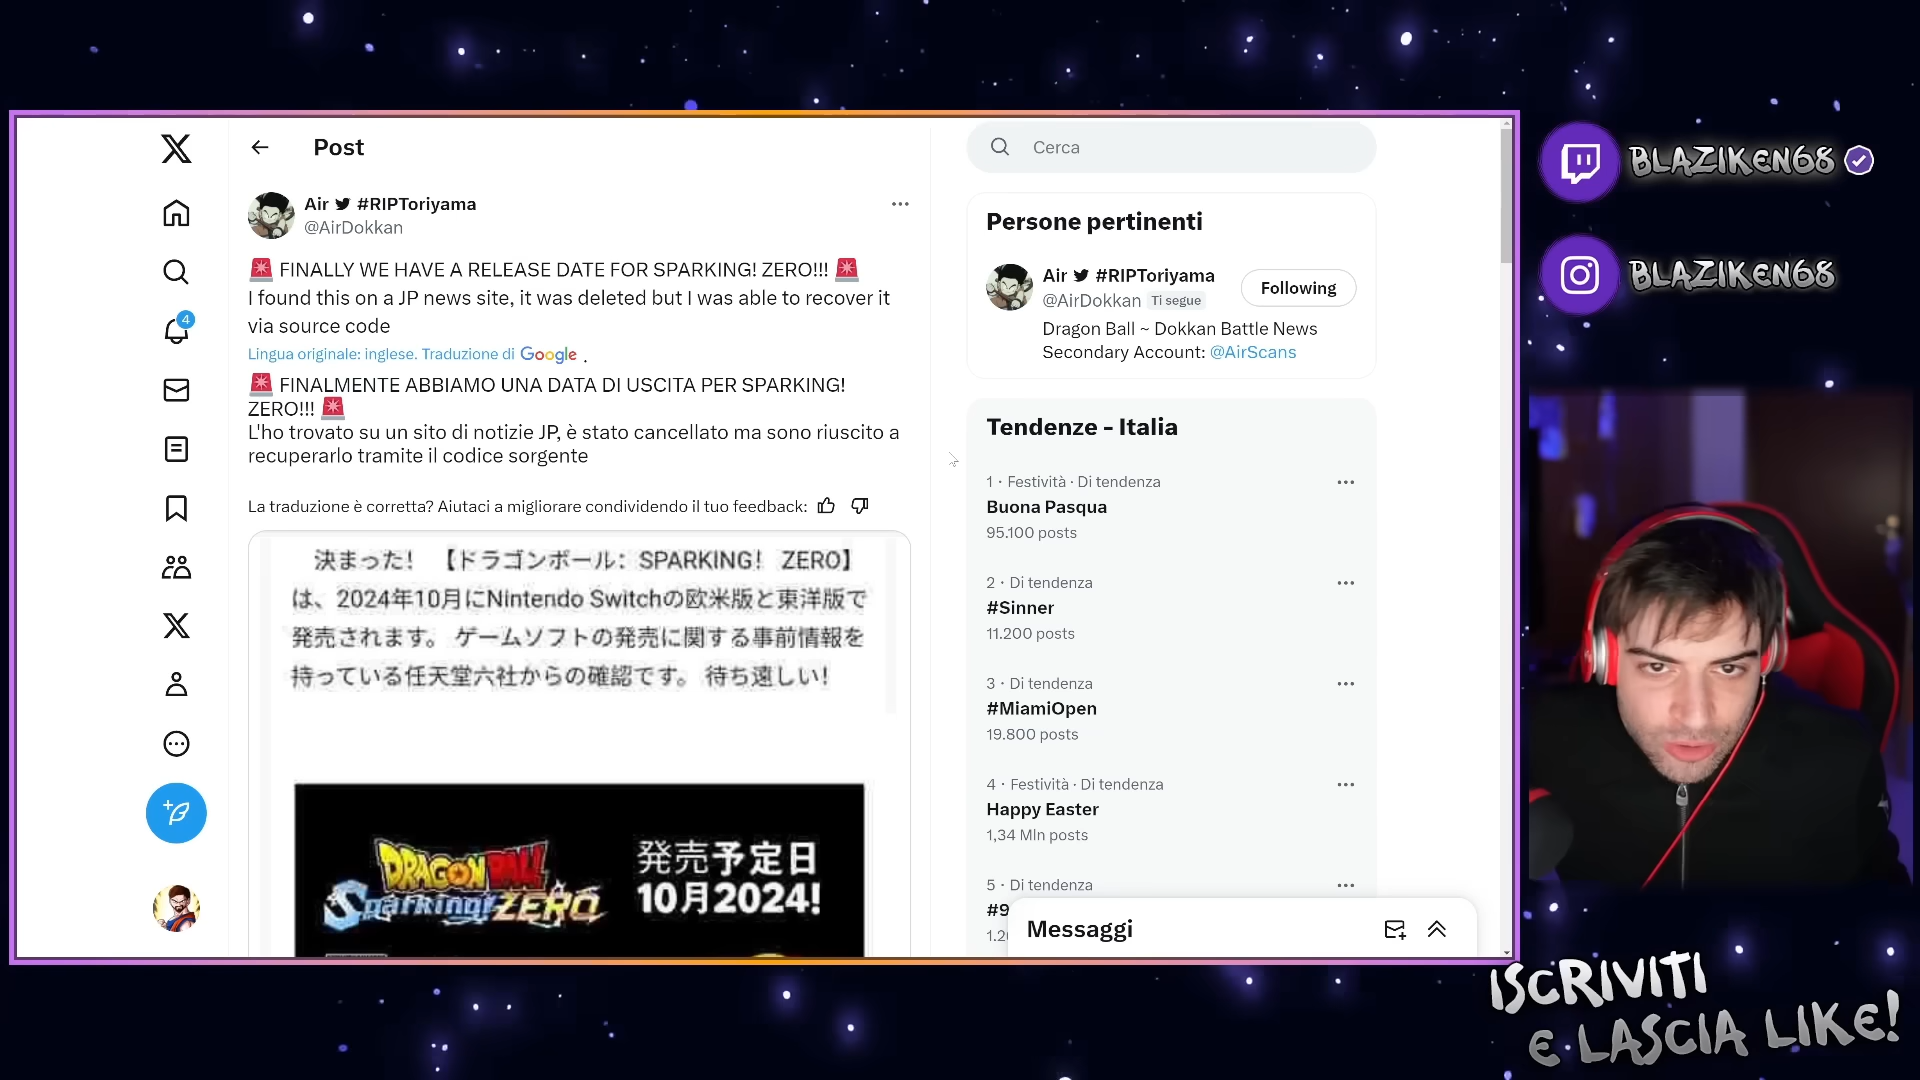 Post
Air #RIPToriyama
@AirDokkan
FINALLY WE HAVE A RELEASE DATE FOR SPARKING! ZERO!!!
I found this on a JP news site, it was deleted but I was able to recover it
via source code
Lingua originale: inglese. Traduzione di Google .
FINALMENTE ABBIAMO UNA DATA DI USCITA PER SPARKING!
ZERO!!!
L'ho trovato su un sito di notizie JP, è stato cancellato ma sono riuscito a
recuperarlo tramite il codice sorgente
La traduzione è corretta? Aiutaci a migliorare condividendo il tuo feedback:
決まった! 【ドラゴンボール: SPARKING! ZERO】
は、2024年10月にNintendo Switchの欧米版と東洋版で
発売されます。 ゲームソフトの発売に関する事前情報を
持っている任天堂六社からの確認です。 待ち遠しい!
DRAGON BALL
Sparking! ZERO
発売予定日
10月2024!
4
Cerca
Persone pertinenti
Air #RIPToriyama
@AirDokkan Ti segue
Following
Dragon Ball ~ Dokkan Battle News
Secondary Account: @AirScans
Tendenze - Italia
1 · Festività · Di tendenza
Buona Pasqua
95.100 posts
2 · Di tendenza
#Sinner
11.200 posts
3 · Di tendenza
#MiamiOpen
19.800 posts
4 · Festività · Di tendenza
Happy Easter
1,34 Mln posts
5 · Di tendenza
#9
1.2
Messaggi
BLAZIKEN68
BLAZIKEN68
ISCRIVITI
E LASCIA LIKE!